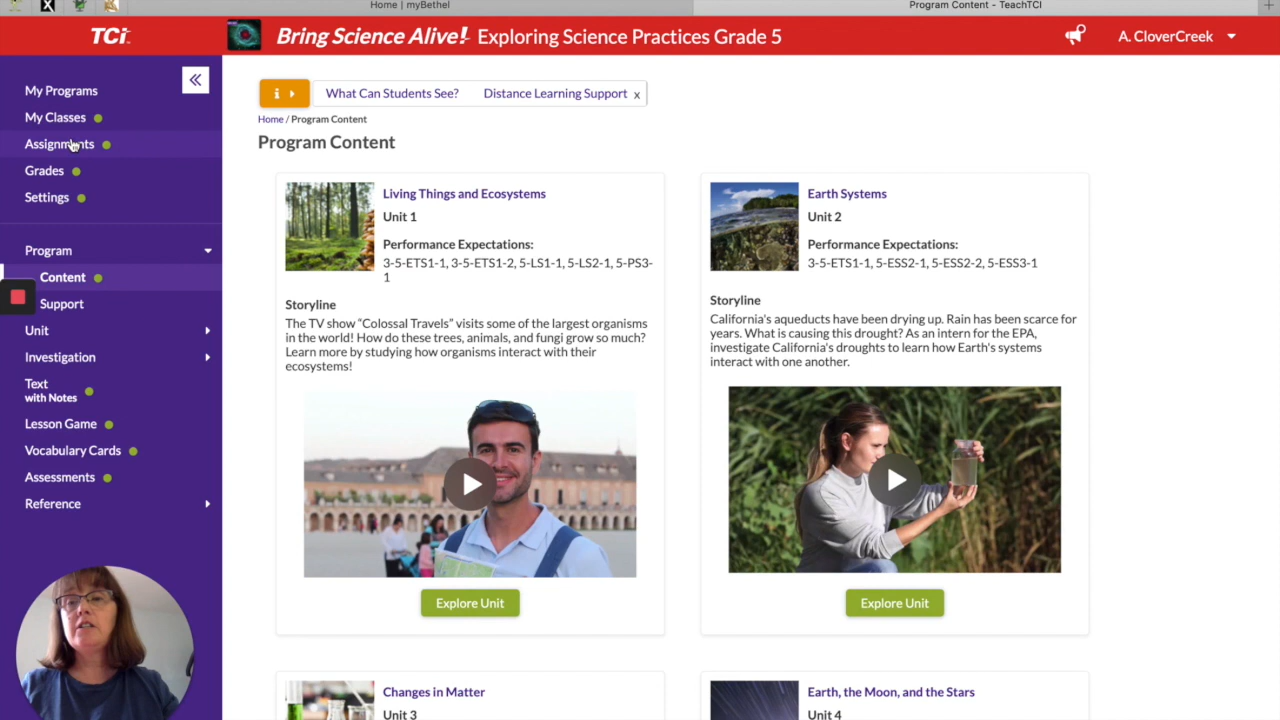 Home | myBethel
Program Content - TeachTCI
TCi
Bring Science Alive! Exploring Science Practices Grade 5
A. CloverCreek
My Programs
My Classes
Assignments
Grades
Settings
Program
Content
Support
Unit
Investigation
Text
with Notes
Lesson Game
Vocabulary Cards
Assessments
Reference
i What Can Students See? Distance Learning Support x
Home / Program Content
Program Content
Living Things and Ecosystems
Unit 1
Performance Expectations:
3-5-ETS1-1, 3-5-ETS1-2, 5-LS1-1, 5-LS2-1, 5-PS3-
1
Storyline
The TV show “Colossal Travels” visits some of the largest organisms
in the world! How do these trees, animals, and fungi grow so much?
Learn more by studying how organisms interact with their
ecosystems!
Explore Unit
Earth Systems
Unit 2
Performance Expectations:
3-5-ETS1-1, 5-ESS2-1, 5-ESS2-2, 5-ESS3-1
Storyline
California's aqueducts have been drying up. Rain has been scarce for
years. What is causing this drought? As an intern for the EPA,
investigate California's droughts to learn how Earth's systems
interact with one another.
Explore Unit
Changes in Matter
Unit 3
Earth, the Moon, and the Stars
Unit 4